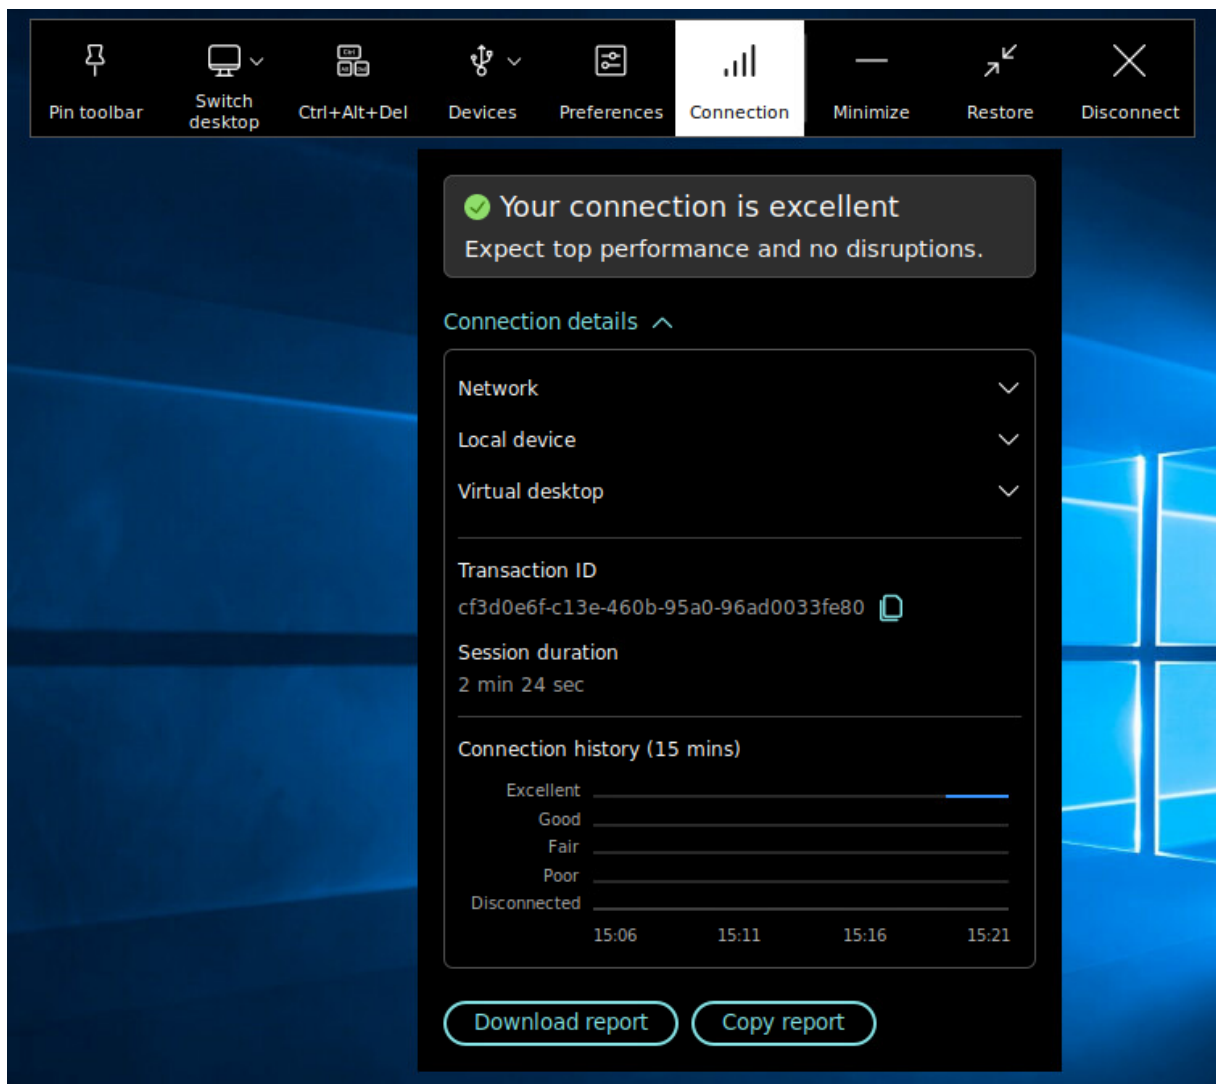 Ctrl
Alt Del
Pin toolbar
Switch
desktop
Ctrl+Alt+Del
Devices
Preferences
Connection
Minimize
Restore
Disconnect
Your connection is excellent
Expect top performance and no disruptions.
Connection details
Network
Local device
Virtual desktop
Transaction ID
cf3d0e6f-c13e-460b-95a0-96ad0033fe80
Session duration
2 min 24 sec
Connection history (15 mins)
Excellent
Good
Fair
Poor
Disconnected
15:06 15:11 15:16 15:21
Download report
Copy report